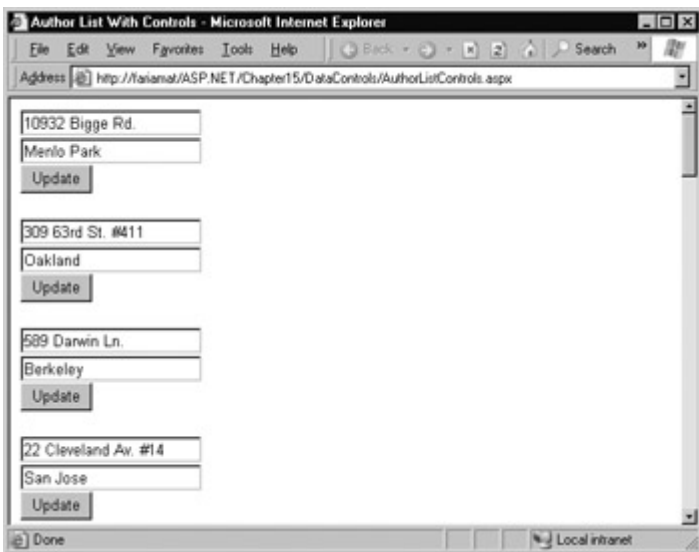 Author List With Controls - Microsoft Internet Explorer
File Edit View Favorites Tools Help Back Search »
Address http://fariamat/ASP.NET/Chapter15/DataControls/AuthorListControls.aspx
10932 Bigge Rd.
Menlo Park
Update
309 63rd St. #411
Oakland
Update
589 Darwin Ln.
Berkeley
Update
22 Cleveland Av. #14
San Jose
Update
Done Local intranet